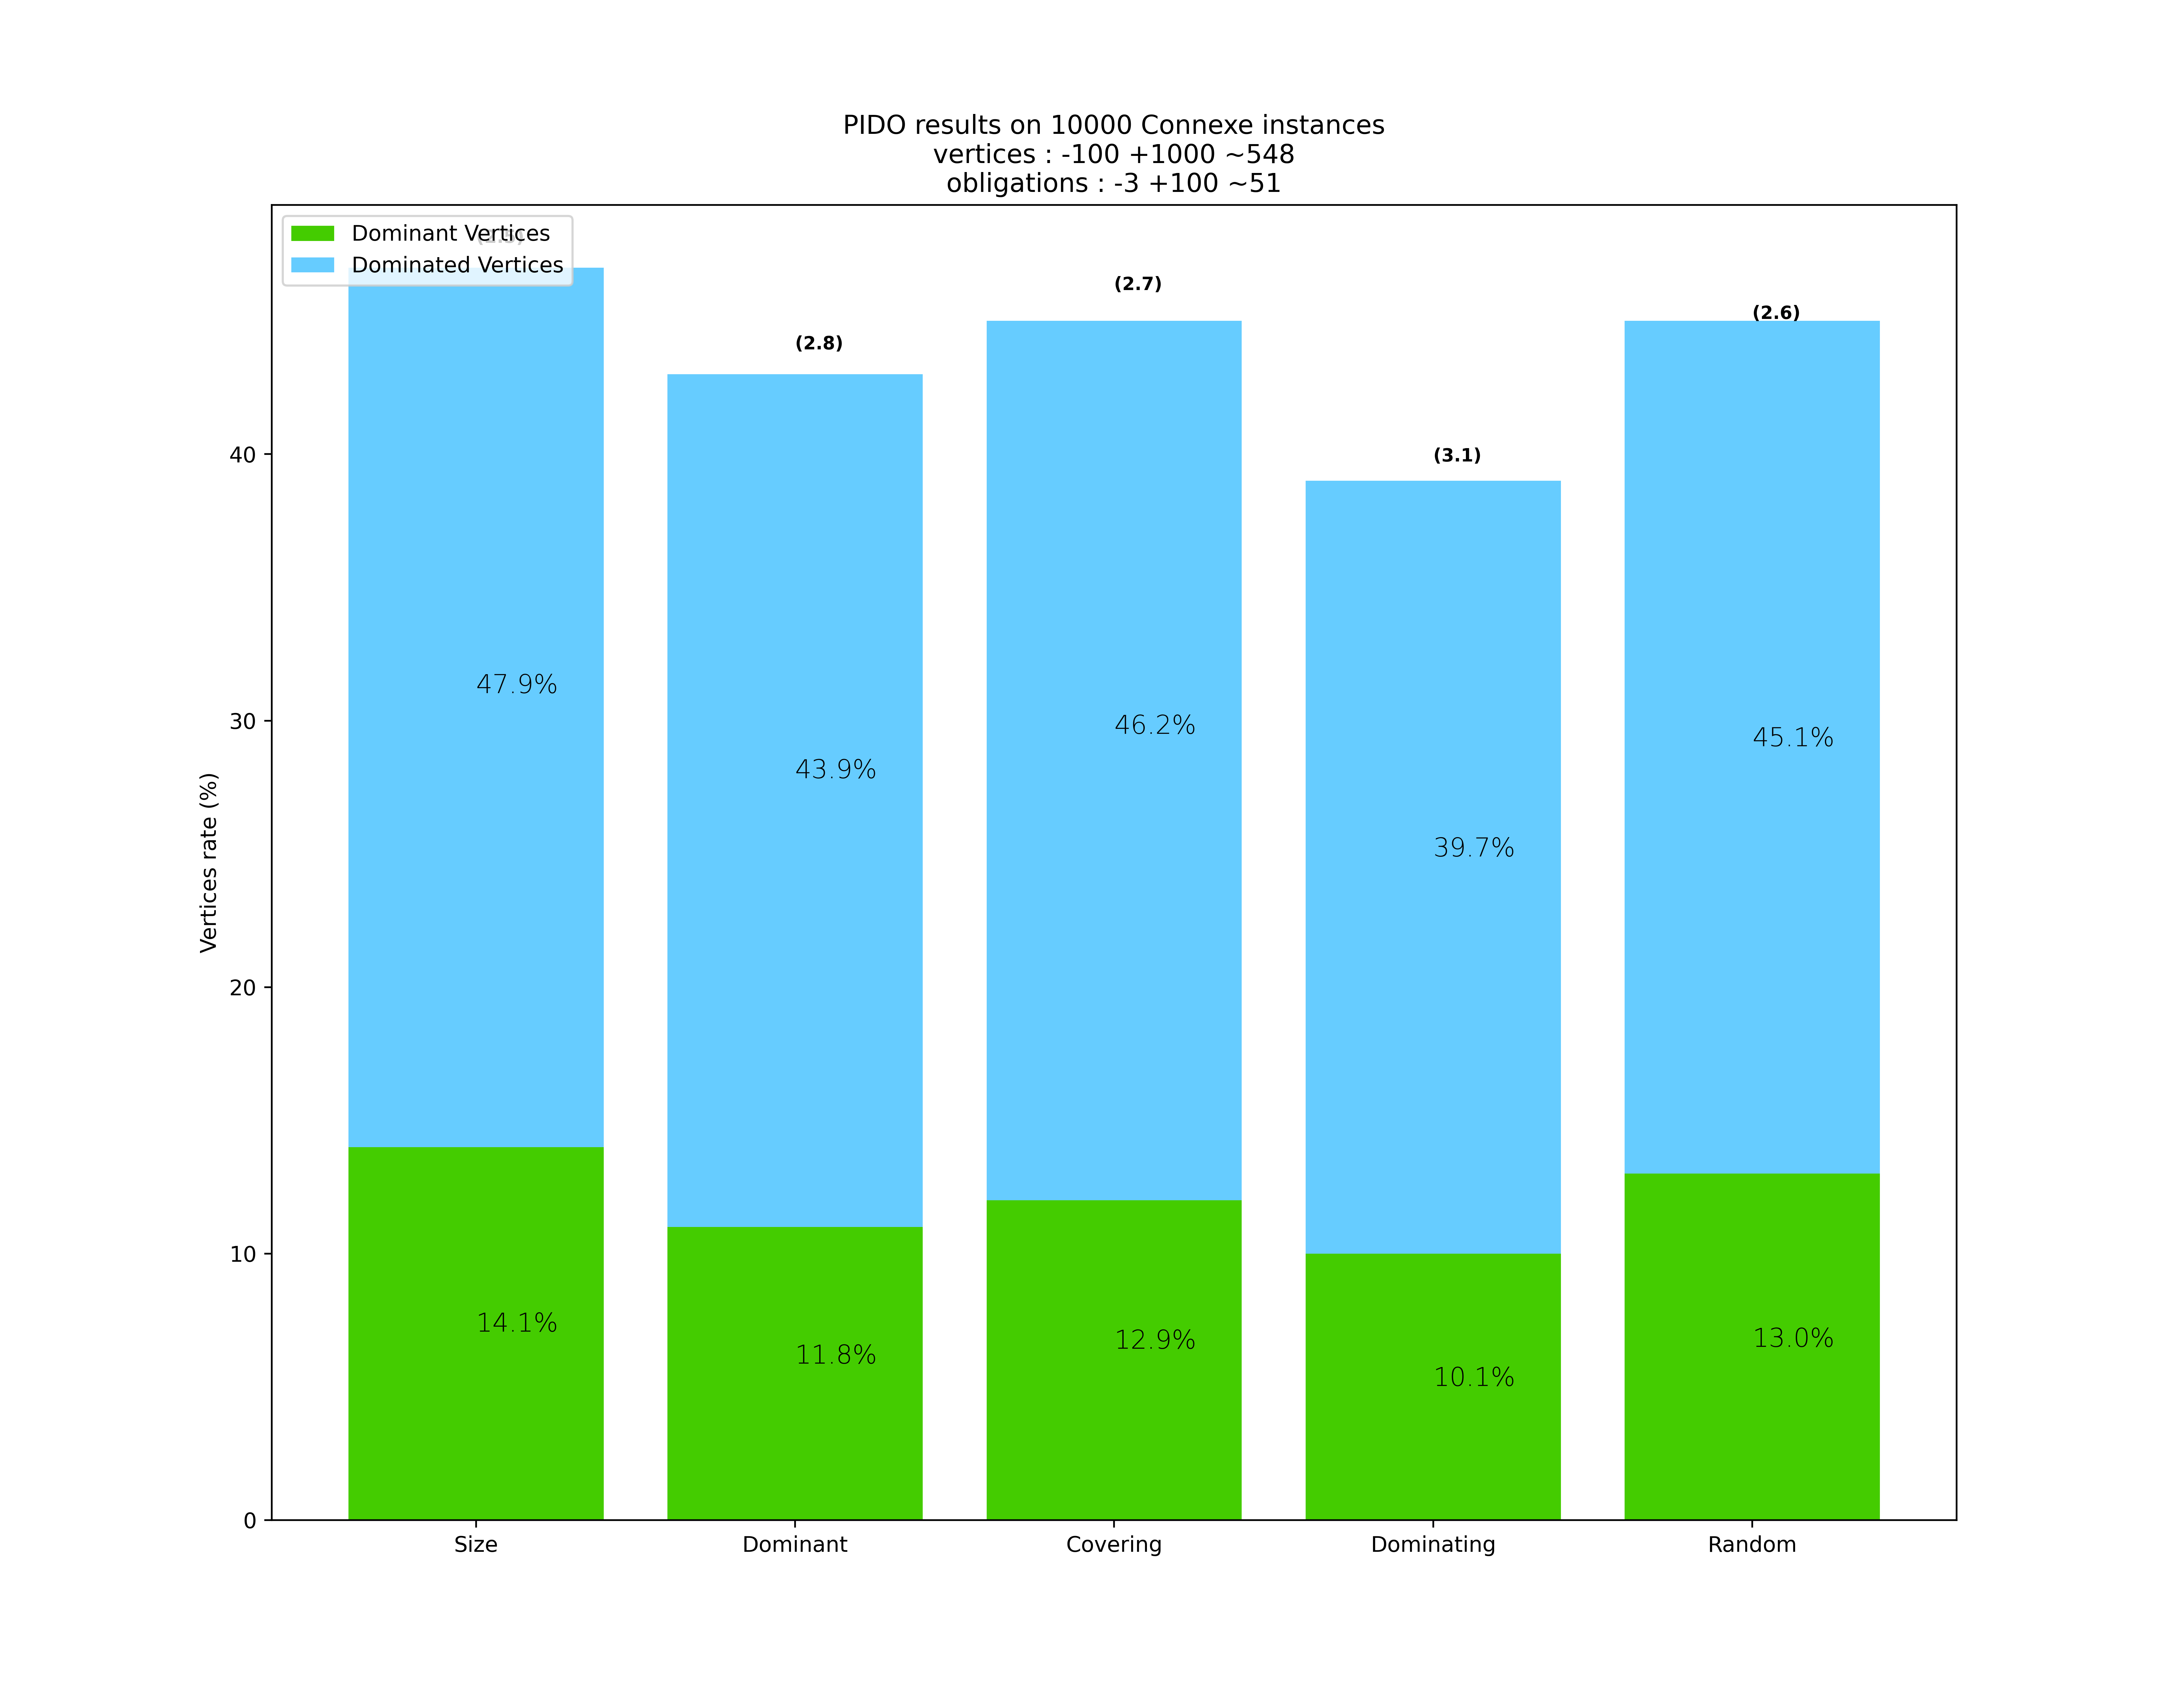 PIDO results on 10000 Connexe instances
vertices : -100 +1000 ~548
obligations : -3 +100 ~51
Dominant Vertices
Dominated Vertices
(2.7)
(2.6)
(2.8)
(3.1)
40
30
20
10
0
Vertices rate (%)
47.9%
43.9%
46.2%
39.7%
45.1%
14.1%
11.8%
12.9%
10.1%
13.0%
Size
Dominant
Covering
Dominating
Random